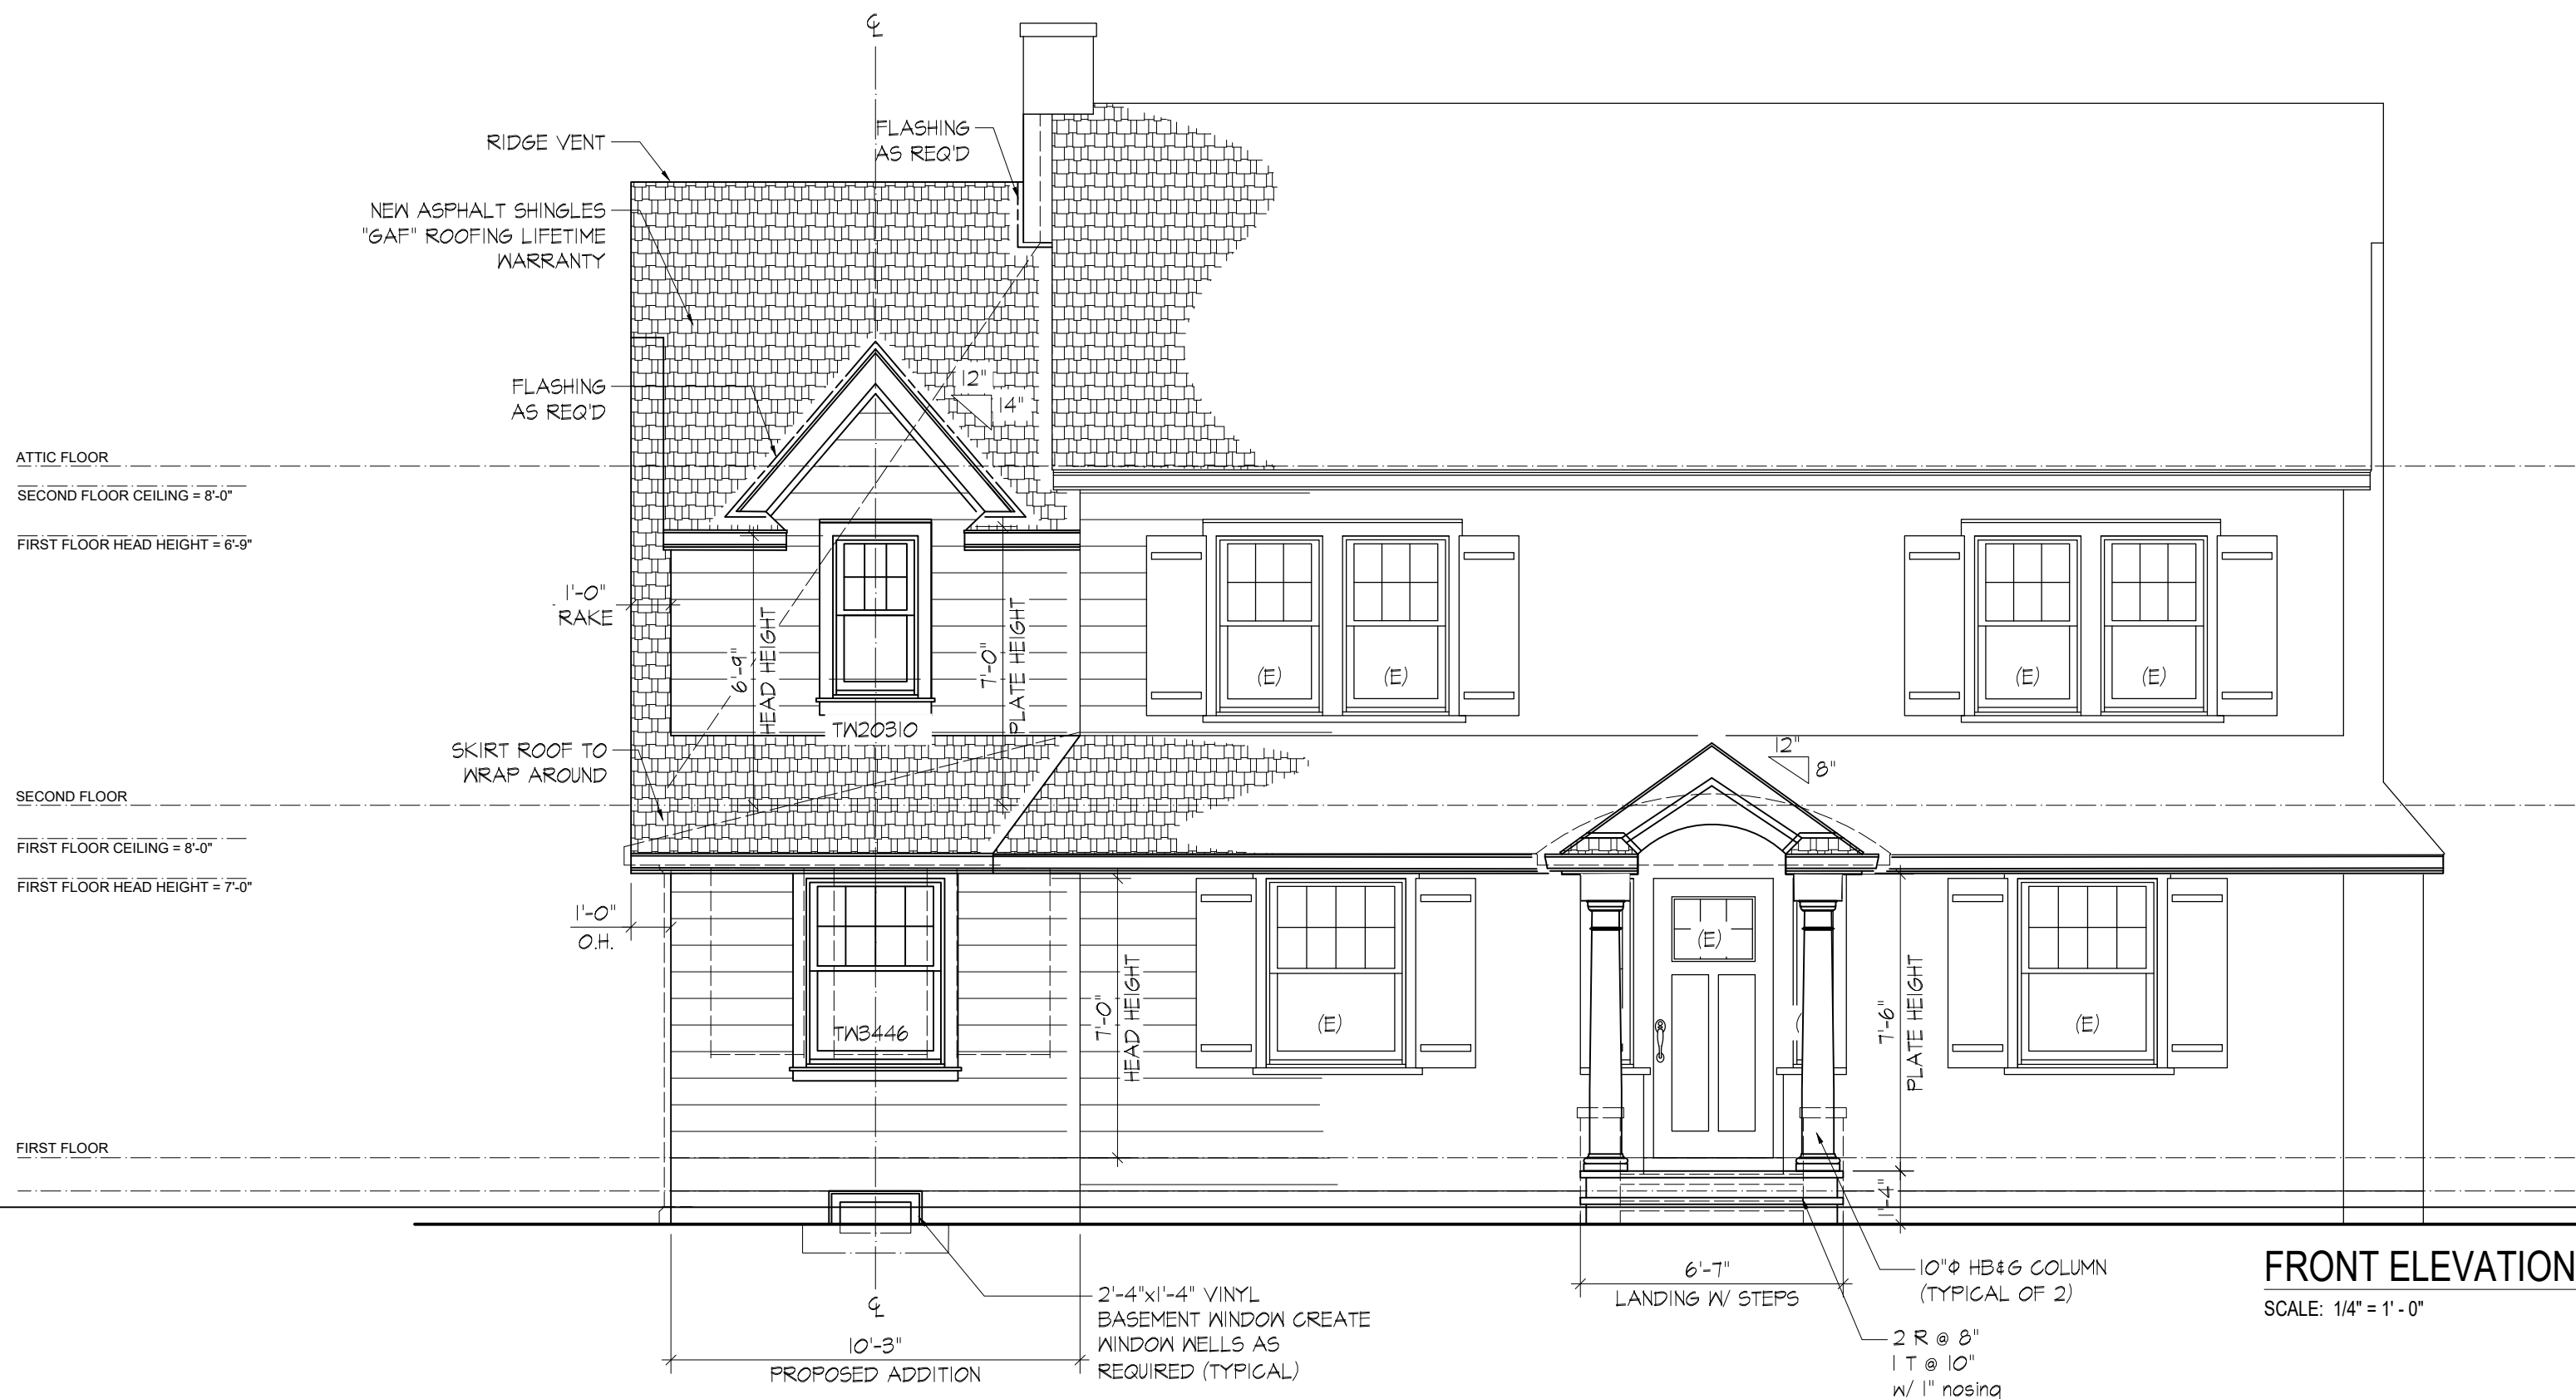 ℄
RIDGE VENT
FLASHING
AS REQ'D
NEW ASPHALT SHINGLES
"GAF" ROOFING LIFETIME
WARRANTY
FLASHING
AS REQ'D
12"
14"
ATTIC FLOOR
SECOND FLOOR CEILING = 8'-0"
FIRST FLOOR HEAD HEIGHT = 6'-9"
1'-0"
RAKE
6'-9"
HEAD HEIGHT
7'-0"
PLATE HEIGHT
TW20310
(E)
(E)
(E)
(E)
SKIRT ROOF TO
WRAP AROUND
12"
8"
SECOND FLOOR
FIRST FLOOR CEILING = 8'-0"
FIRST FLOOR HEAD HEIGHT = 7'-0"
1'-0"
O.H.
TW3446
7'-0"
HEAD HEIGHT
(E)
(E)
7'-6"
PLATE HEIGHT
(E)
FIRST FLOOR
1'-4"
℄
10'-3"
PROPOSED ADDITION
2'-4"x1'-4" VINYL
BASEMENT WINDOW CREATE
WINDOW WELLS AS
REQUIRED (TYPICAL)
6'-7"
LANDING W/ STEPS
10"Φ HB&G COLUMN
(TYPICAL OF 2)
2 R @ 8"
1 T @ 10"
w/ 1" nosing
FRONT ELEVATION
SCALE: 1/4" = 1' - 0"